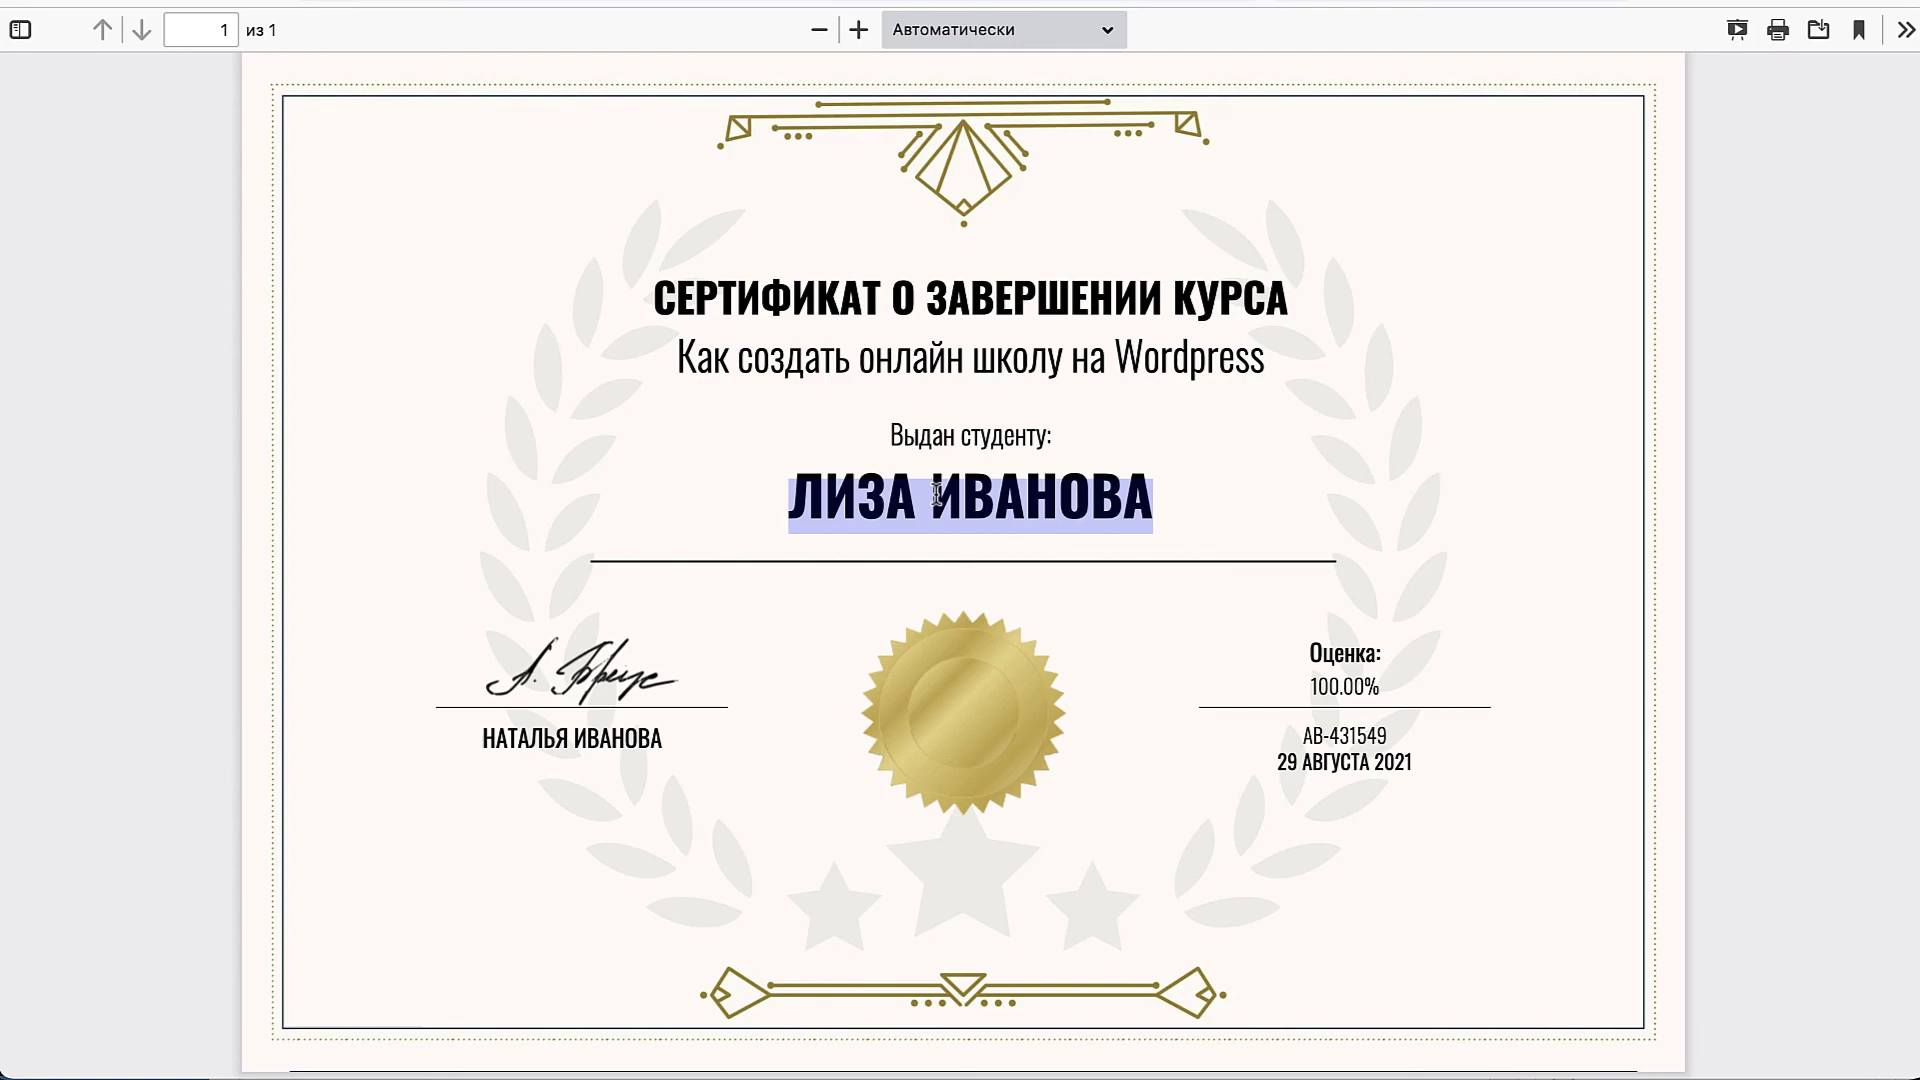 1 из 1
Автоматически
СЕРТИФИКАТ О ЗАВЕРШЕНИИ КУРСА
Как создать онлайн школу на Wordpress
Выдан студенту:
ЛИЗА ИВАНОВА
НАТАЛЬЯ ИВАНОВА
Оценка:
100.00%
AB-431549
29 АВГУСТА 2021